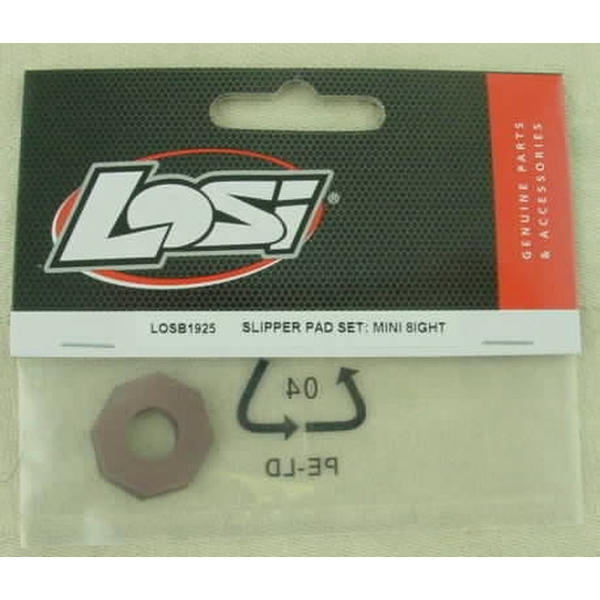 LOSi®
GENUINE PARTS
& ACCESSORIES
LOSB1925 SLIPPER PAD SET: MINI 8IGHT
04
PE-LD